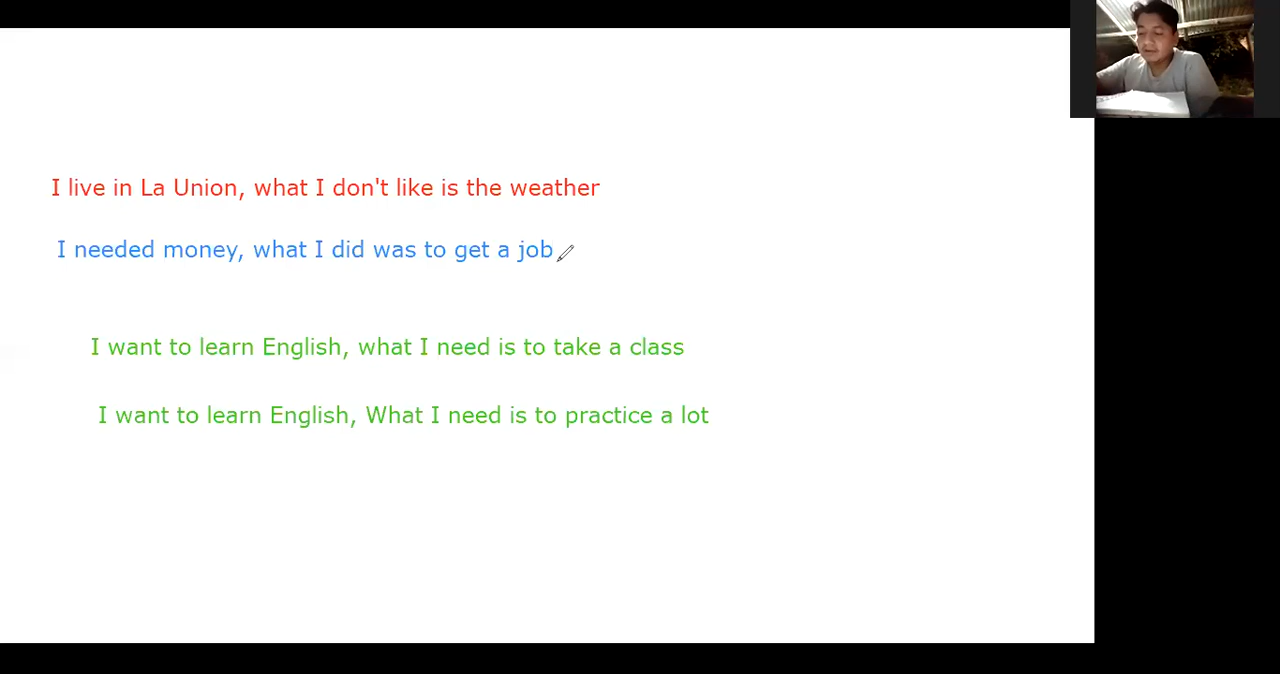 I live in La Union, what I don't like is the weather
I needed money, what I did was to get a job
I want to learn English, what I need is to take a class
I want to learn English, What I need is to practice a lot